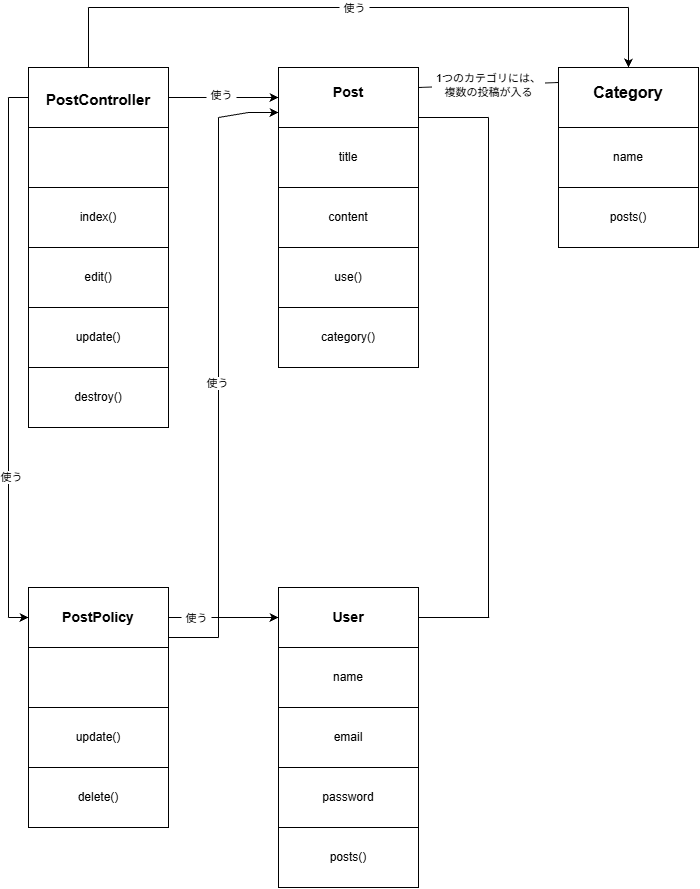 使う
PostController
index()
edit()
update()
destroy()
使う
Post
title
content
use()
category()
1つのカテゴリには、
複数の投稿が入る
Category
name
posts()
使う
使う
PostPolicy
update()
delete()
使う
User
name
email
password
posts()